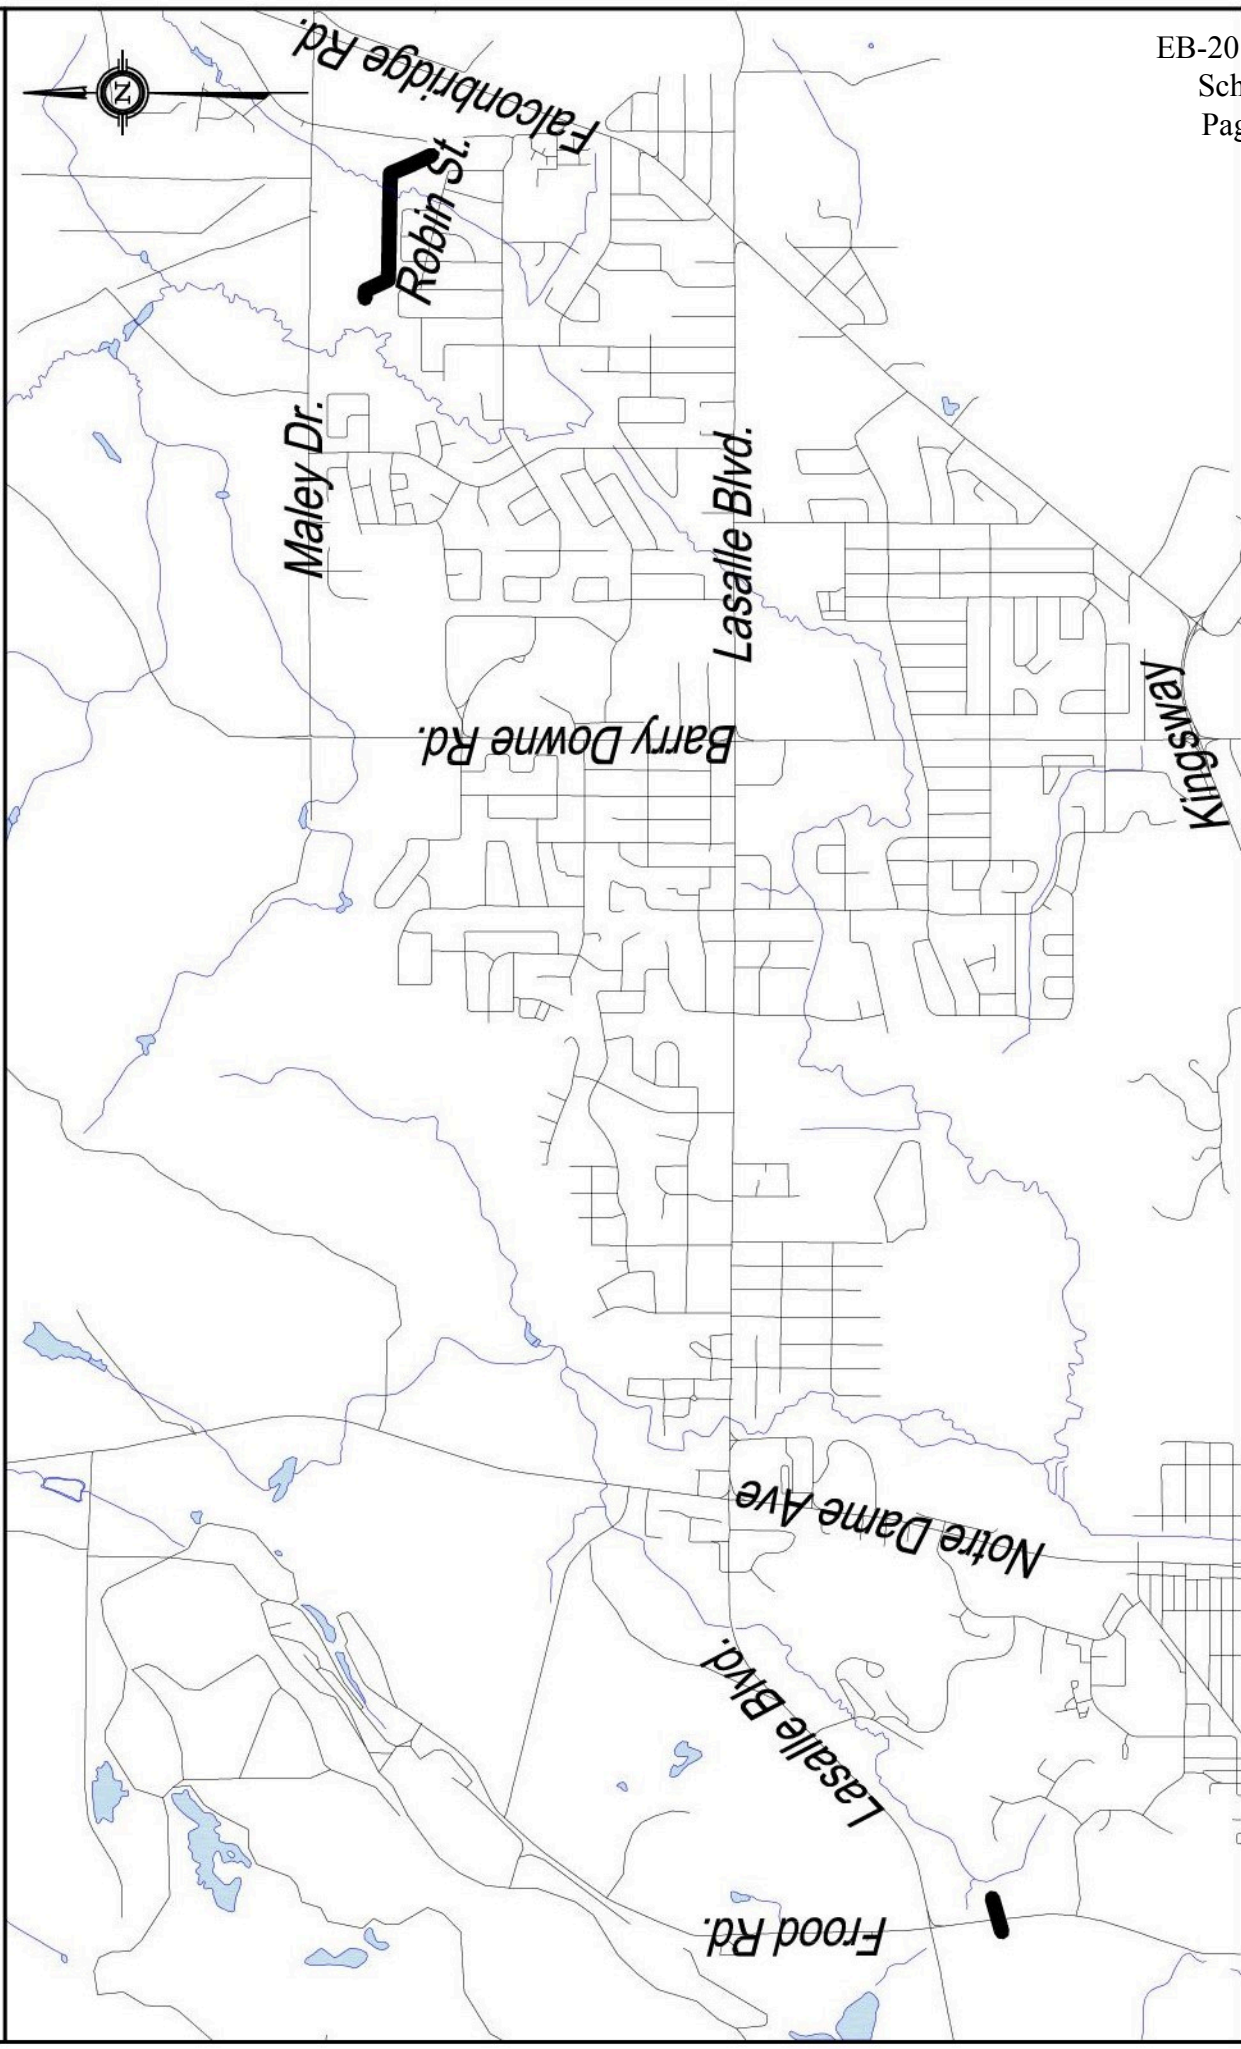 EB-20
Sch
Pag
N
Falconbridge Rd.
Robin St.
Maley Dr.
Lasalle Blvd.
Barry Downe Rd.
Kingsway
Notre Dame Ave
Lasalle Blvd.
Frood Rd.